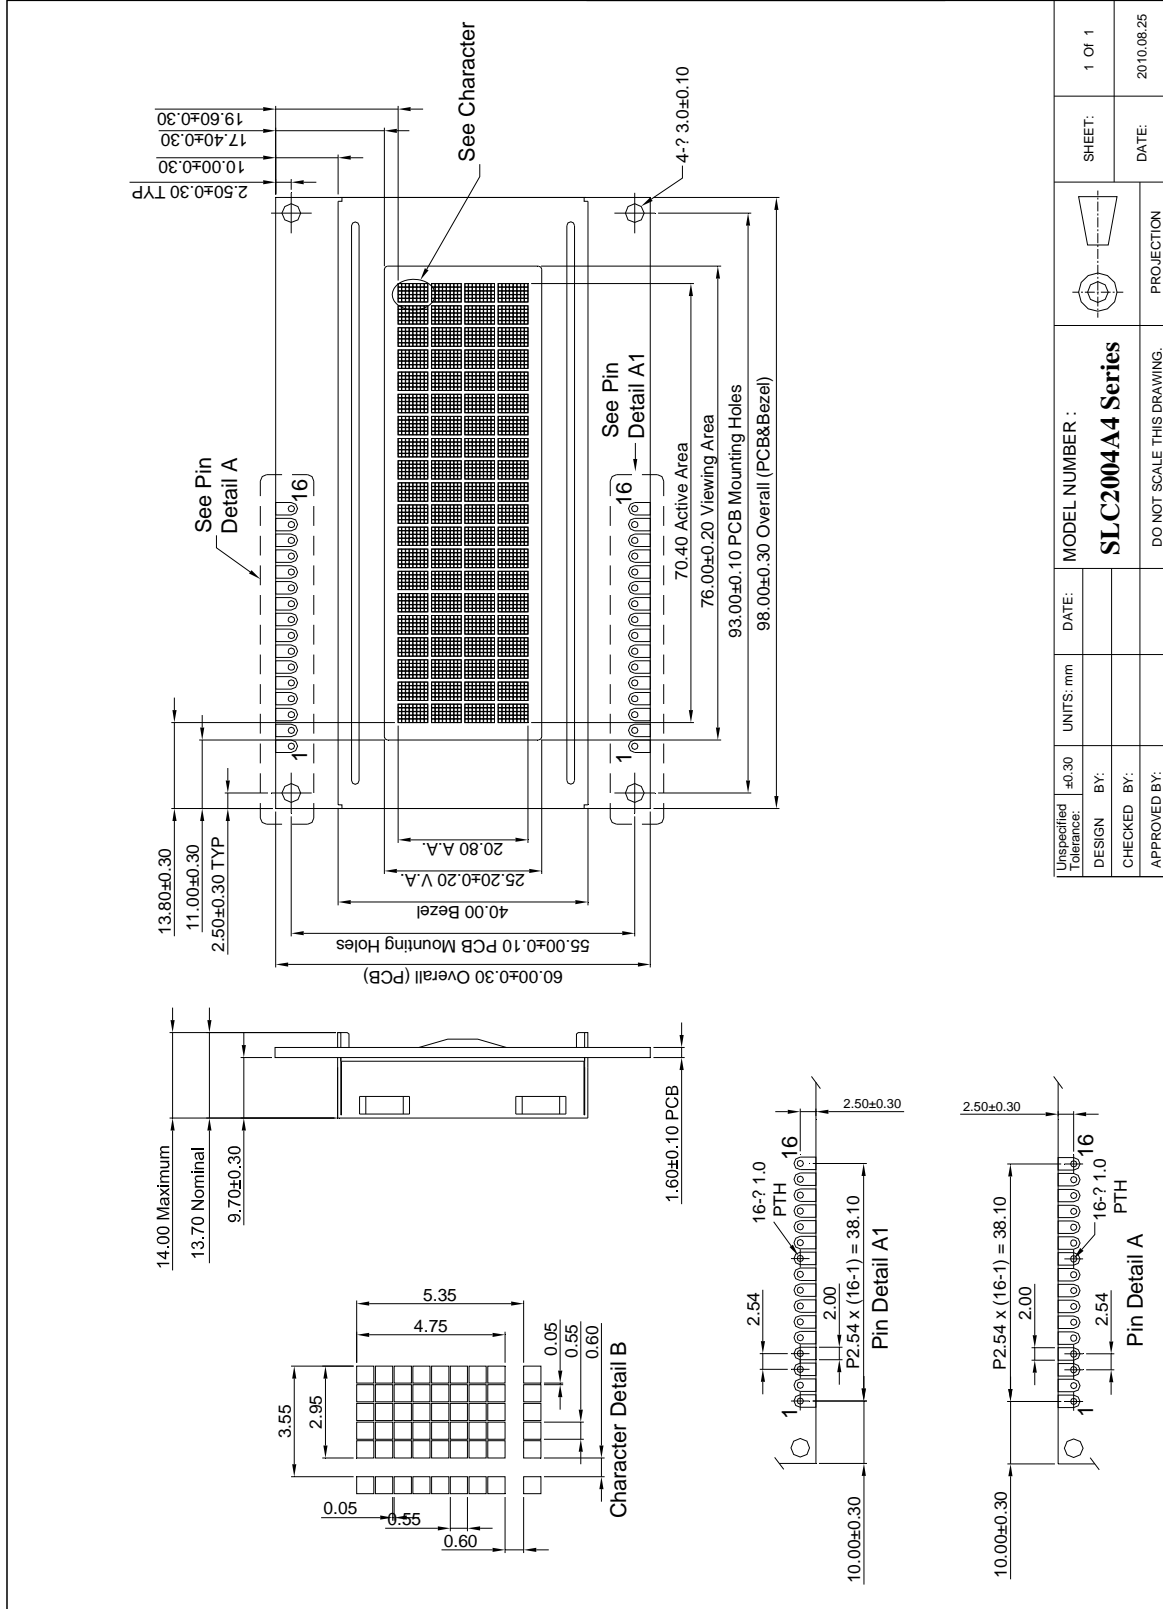 14.00 Maximum
13.70 Nominal
9.70±0.30
1.60±0.10 PCB
13.80±0.30
11.00±0.30
2.50±0.30 TYP
See Pin
Detail A
2.50±0.30 TYP
10.00±0.30
17.40±0.30
19.60±0.30
See Character
4-? 3.0±0.10
1
16
1
16
See Pin
Detail A1
60.00±0.30 Overall (PCB)
55.00±0.10 PCB Mounting Holes
40.00 Bezel
25.20±0.20 V.A.
20.80 A.A.
70.40 Active Area
76.00±0.20 Viewing Area
93.00±0.10 PCB Mounting Holes
98.00±0.30 Overall (PCB&Bezel)
3.55
2.95
5.35
4.75
0.05
0.55
0.60
0.05
0.55
0.60
Character Detail B
2.54
16-? 1.0
PTH
1
16
2.50±0.30
2.00
P2.54 x (16-1) = 38.10
10.00±0.30
Pin Detail A1
2.50±0.30
P2.54 x (16-1) = 38.10
2.00
1
16
16-? 1.0
PTH
10.00±0.30
2.54
Pin Detail A
Unspecified
Tolerance:
±0.30
UNITS: mm
DATE:
DESIGN BY:
CHECKED BY:
APPROVED BY:
MODEL NUMBER :
SLC2004A4 Series
DO NOT SCALE THIS DRAWING.
PROJECTION
SHEET:
1 Of 1
DATE:
2010.08.25